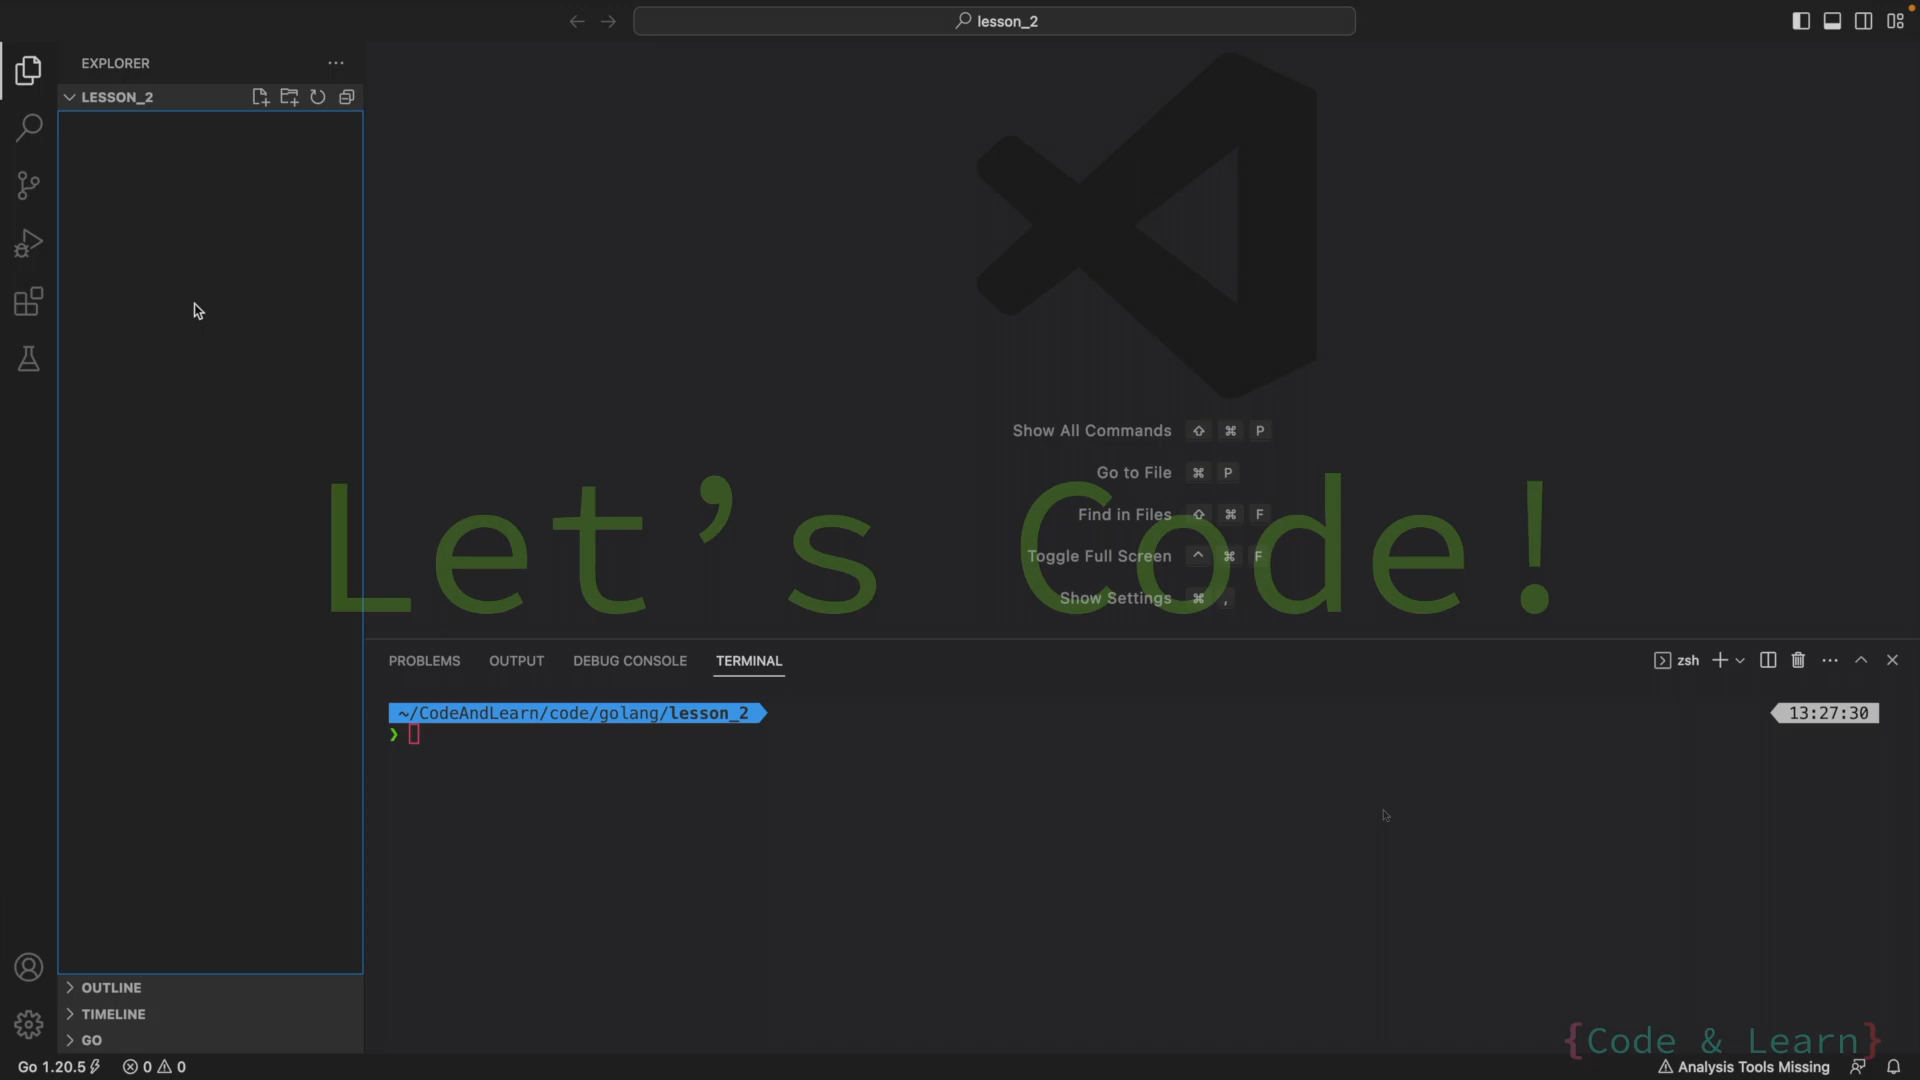 lesson_2
EXPLORER
LESSON_2
Show All Commands ⇧ ⌘ P
Go to File ⌘ P
Find in Files ⇧ ⌘ F
Toggle Full Screen ^ ⌘ F
Show Settings ⌘ ,
Let's Code!
PROBLEMS OUTPUT DEBUG CONSOLE TERMINAL
zsh
~/CodeAndLearn/code/golang/lesson_2
13:27:30
❯
OUTLINE
TIMELINE
GO
{Code & Learn}
Go 1.20.5 0 0
Analysis Tools Missing